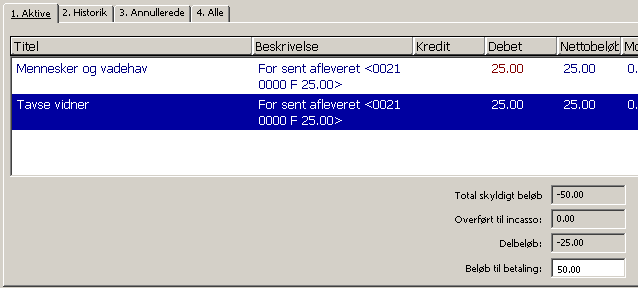 1. Aktive 2. Historik 3. Annullerede 4. Alle
Titel Beskrivelse Kredit Debet Nettobeløb
Mennesker og vadehav For sent afleveret <0021 25.00 25.00 0.
0000 F 25.00>
Tavse vidner For sent afleveret <0021 25.00 25.00 0.
0000 F 25.00>
Total skyldigt beløb -50.00
Overført til incasso: 0.00
Delbeløb: -25.00
Beløb til betaling: 50.00